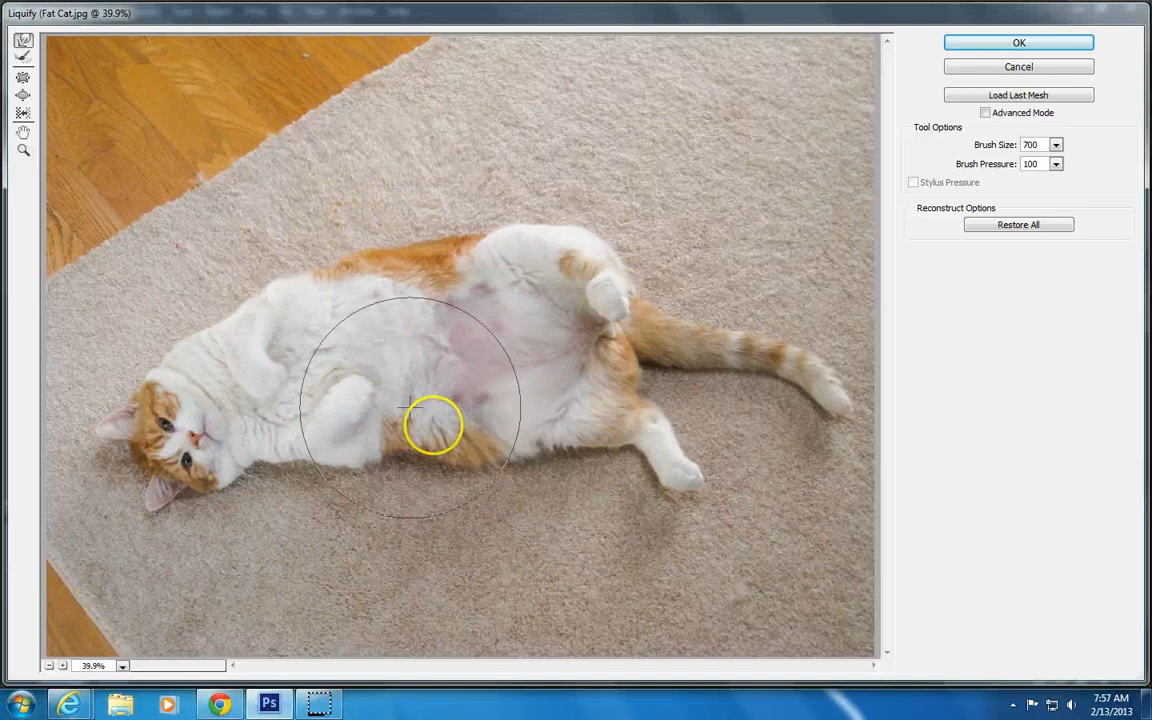 Liquify (Fat Cat.jpg @ 39.9%)
OK
Cancel
Load Last Mesh
Advanced Mode
Tool Options
Brush Size: 700
Brush Pressure: 100
Stylus Pressure
Reconstruct Options
Restore All
39.9%
Ps
7:57 AM
2/13/2013